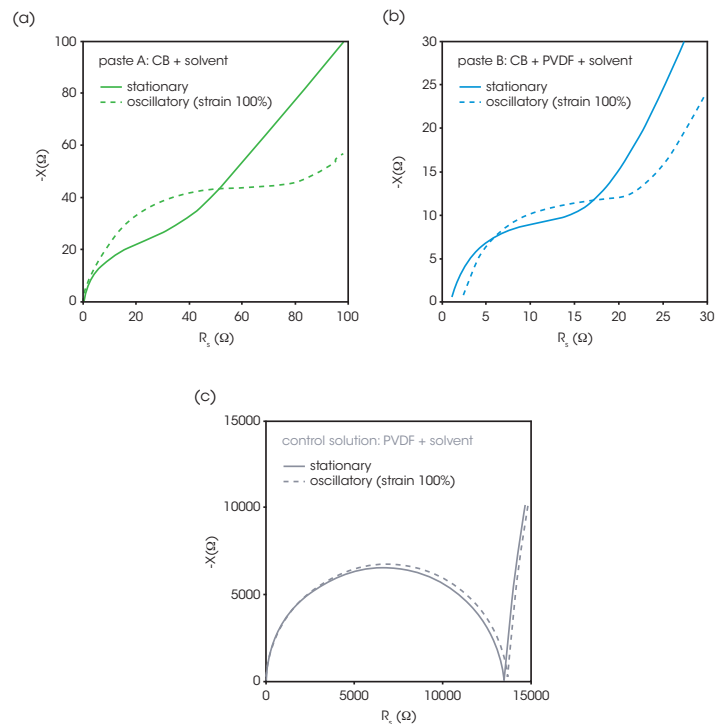 (a)
100
80
60
40
20
0
-X(Ω)
paste A: CB + solvent
stationary
oscillatory (strain 100%)
0 20 40 60 80 100
Rs (Ω)
(b)
30
25
20
15
10
5
0
-X(Ω)
paste B: CB + PVDF + solvent
stationary
oscillatory (strain 100%)
0 5 10 15 20 25 30
Rs (Ω)
(c)
15000
10000
5000
0
-X(Ω)
control solution: PVDF + solvent
stationary
oscillatory (strain 100%)
0 5000 10000 15000
Rs (Ω)